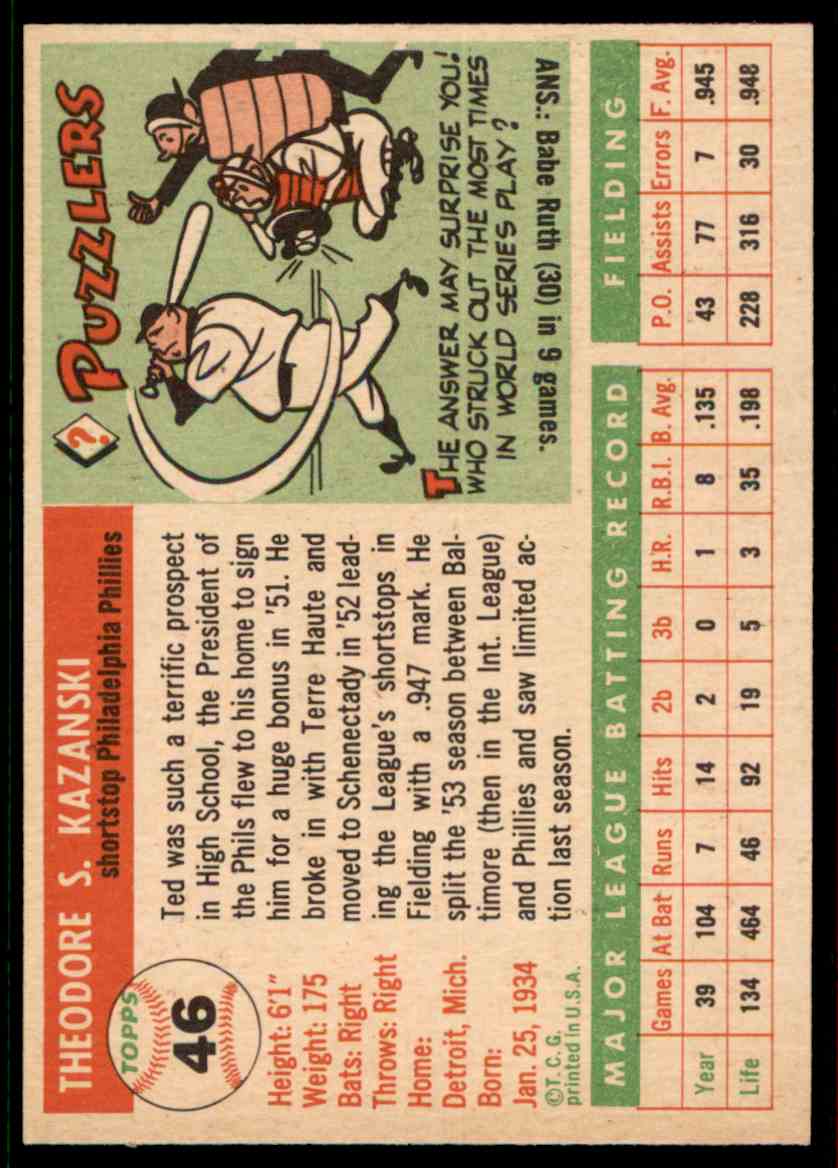 THEODORE S. KAZANSKI
shortstop Philadelphia Phillies
TOPPS
46
Height: 6'1"
Weight: 175
Bats: Right
Throws: Right
Home:
Detroit, Mich.
Born:
Jan. 25, 1934
©T. C. G.
printed in U.S.A.
Ted was such a terrific prospect
in High School, the President of
the Phils flew to his home to sign
him for a huge bonus in '51. He
broke in with Terre Haute and
moved to Schenectady in '52 lead-
ing the League's shortstops in
Fielding with a .947 mark. He
split the '53 season between Bal-
timore (then in the Int. League)
and Phillies and saw limited ac-
tion last season.
? PUZZLERS
THE ANSWER MAY SURPRISE YOU!
WHO STRUCK OUT THE MOST TIMES
IN WORLD SERIES PLAY?
ANS.: Babe Ruth (30) in 9 games.
MAJOR LEAGUE BATTING RECORD FIELDING
Games At Bat Runs Hits 2b 3b H.R. R.B.I. B. Avg. P.O. Assists Errors F. Avg.
Year 39 104 7 14 2 0 1 8 .135 43 77 7 .945
Life 134 464 46 92 19 5 3 35 .198 228 316 30 .948